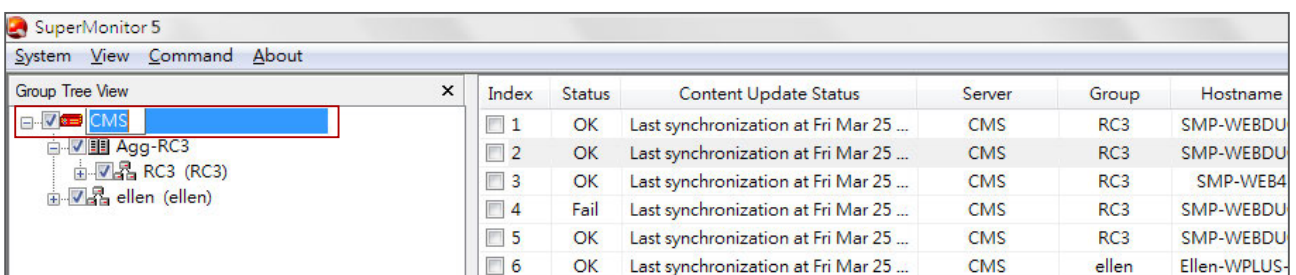 SuperMonitor 5
System View Command About
Group Tree View
CMS
Agg-RC3
RC3 (RC3)
ellen (ellen)
Index Status Content Update Status Server Group Hostname
1 OK Last synchronization at Fri Mar 25 ... CMS RC3 SMP-WEBDU
2 OK Last synchronization at Fri Mar 25 ... CMS RC3 SMP-WEBDU
3 OK Last synchronization at Fri Mar 25 ... CMS RC3 SMP-WEB4
4 Fail Last synchronization at Fri Mar 25 ... CMS RC3 SMP-WEBDU
5 OK Last synchronization at Fri Mar 25 ... CMS RC3 SMP-WEBDU
6 OK Last synchronization at Fri Mar 25 ... CMS ellen Ellen-WPLUS-